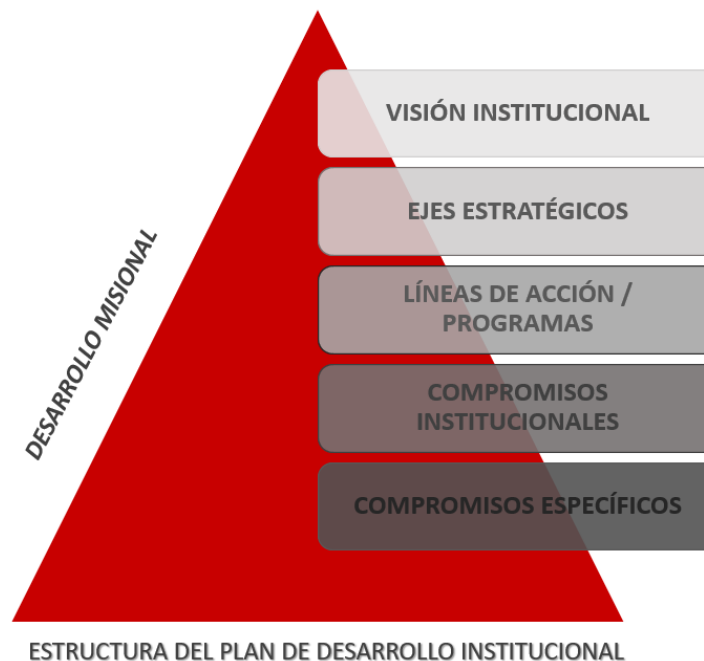 VISIÓN INSTITUCIONAL
EJES ESTRATÉGICOS
LÍNEAS DE ACCIÓN /
PROGRAMAS
COMPROMISOS
INSTITUCIONALES
COMPROMISOS ESPECÍFICOS
DESARROLLO MISIONAL
ESTRUCTURA DEL PLAN DE DESARROLLO INSTITUCIONAL